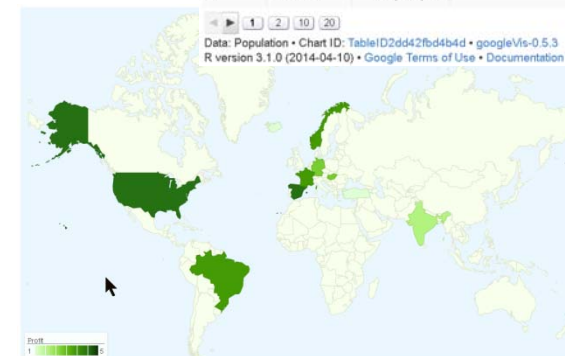 1 2 10 20
Data: Population • Chart ID: TableID2dd42fbd4b4d • googleVis-0.5.3
R version 3.1.0 (2014-04-10) • Google Terms of Use • Documentation
Profit
1 5